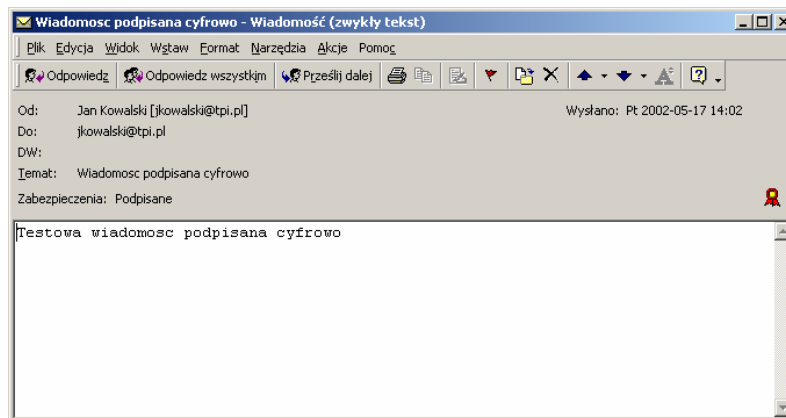 Wiadomosc podpisana cyfrowo - Wiadomość (zwykły tekst)
Plik Edycja Widok Wstaw Format Narzędzia Akcje Pomoc
Odpowiedz Odpowiedz wszystkim Prześlij dalej
Od: Jan Kowalski [jkowalski@tpi.pl] Wysłano: Pt 2002-05-17 14:02
Do: jkowalski@tpi.pl
DW:
Temat: Wiadomosc podpisana cyfrowo
Zabezpieczenia: Podpisane
Testowa wiadomosc podpisana cyfrowo